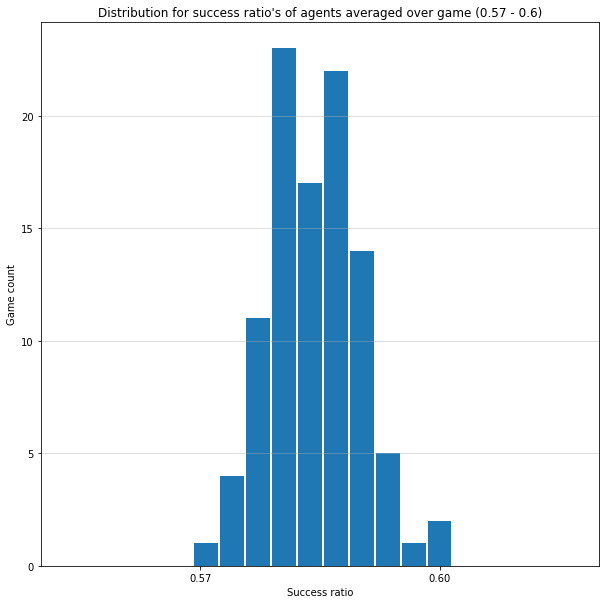 Distribution for success ratio's of agents averaged over game (0.57 - 0.6)
20
15
10
5
0
Game count
0.57
0.60
Success ratio